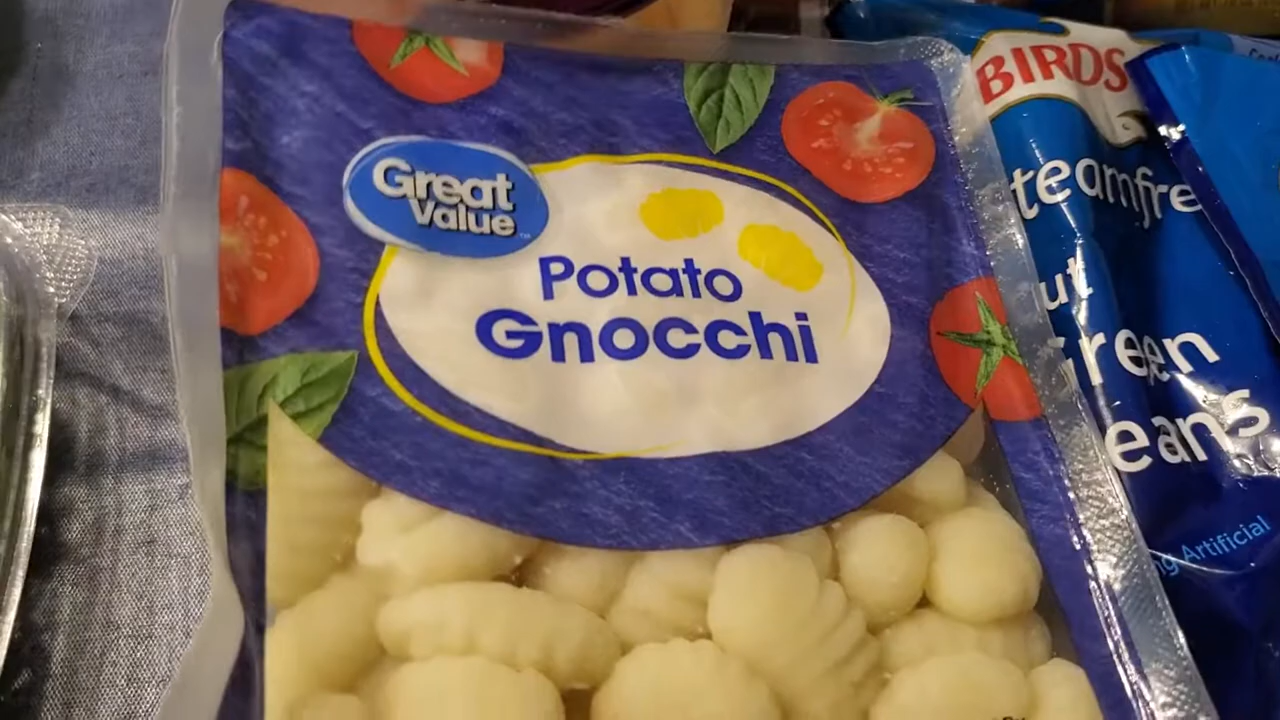 Great
Value
Potato
Gnocchi
BIRDS
teamfre
ut
reen
eans
Artificial